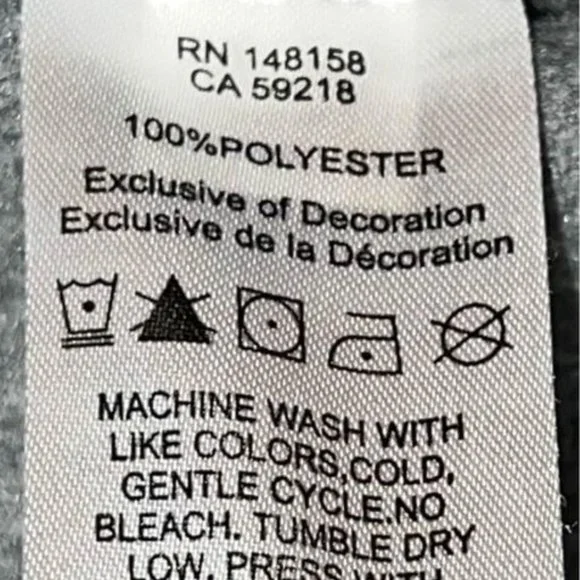 RN 148158
CA 59218
100%POLYESTER
Exclusive of Decoration
Exclusive de la Décoration
MACHINE WASH WITH
LIKE COLORS,COLD,
GENTLE CYCLE.NO
BLEACH. TUMBLE DRY
LOW. PRESS WITH